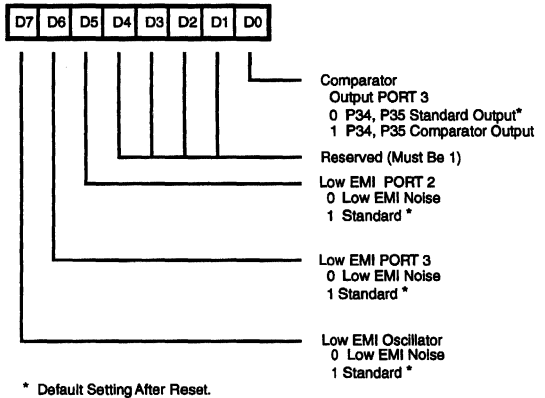 D7 D6 D5 D4 D3 D2 D1 D0
Comparator
Output PORT 3
0 P34, P35 Standard Output*
1 P34, P35 Comparator Output
Reserved (Must Be 1)
Low EMI PORT 2
0 Low EMI Noise
1 Standard *
Low EMI PORT 3
0 Low EMI Noise
1 Standard *
Low EMI Oscillator
0 Low EMI Noise
1 Standard *
* Default Setting After Reset.